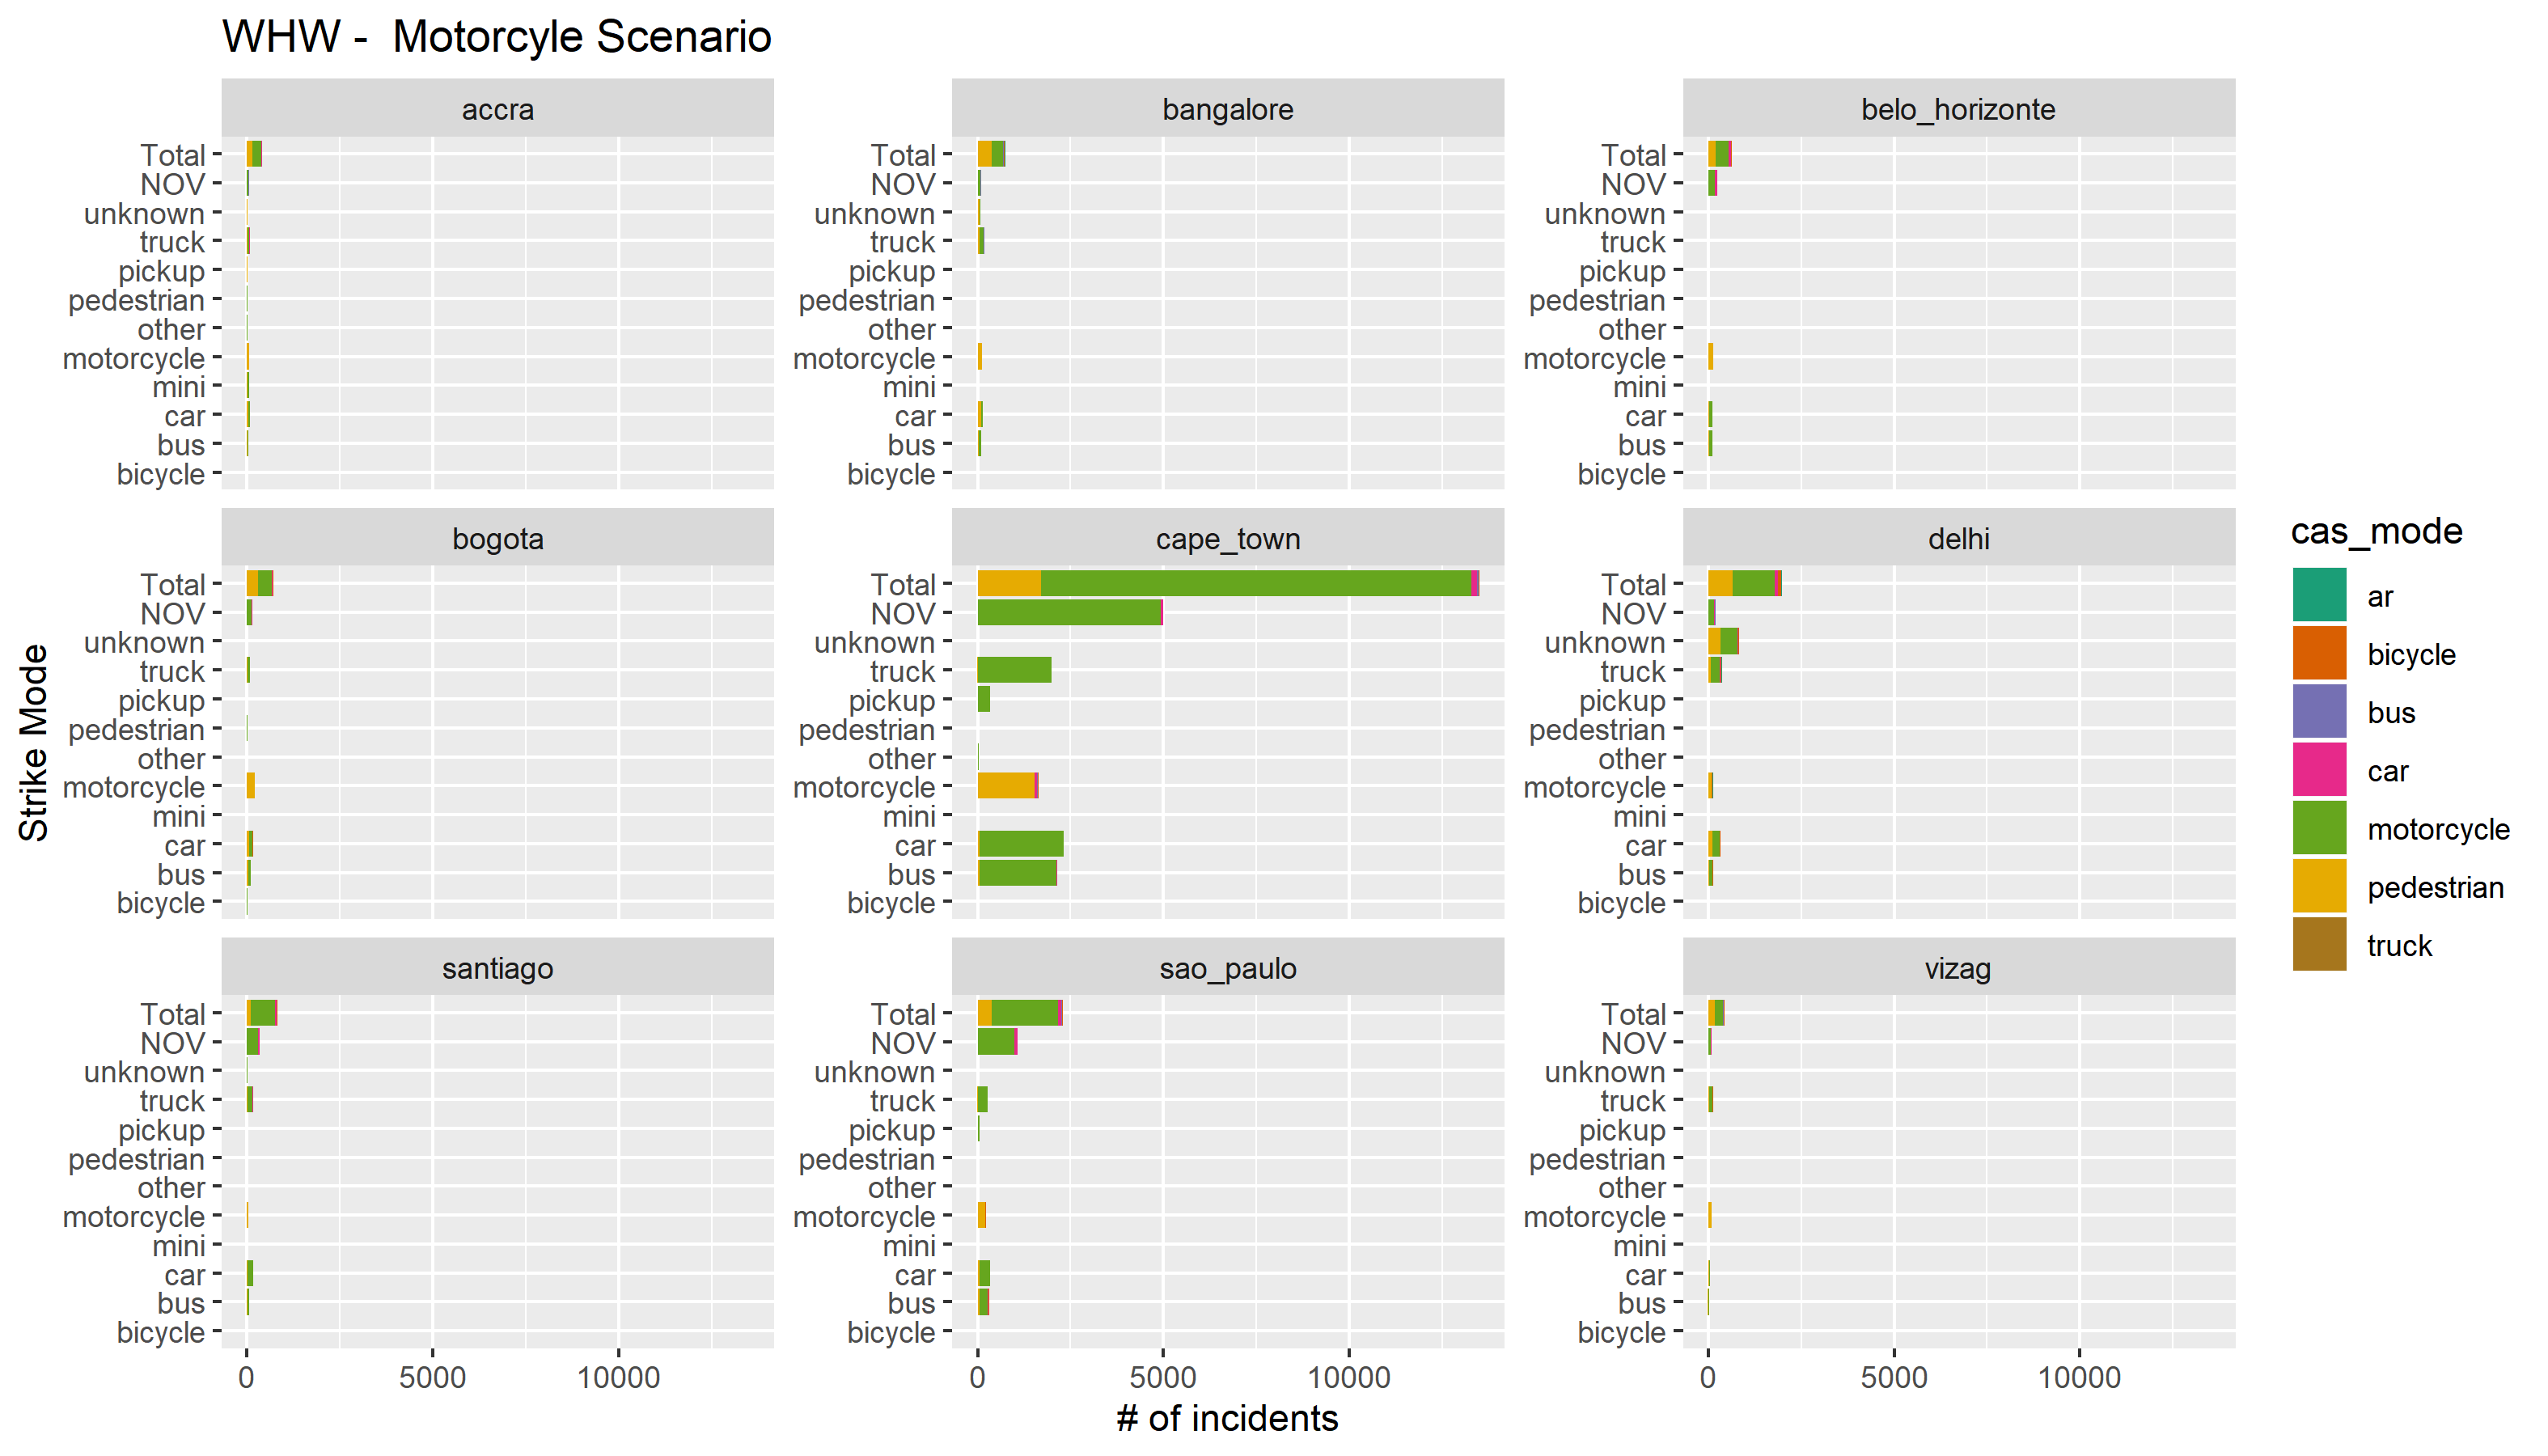 WHW -  Motorcyle Scenario
accra
Total
NOV
unknown
truck
pickup
pedestrian
other
motorcycle
mini
car
bus
bicycle
bangalore
Total
NOV
unknown
truck
pickup
pedestrian
other
motorcycle
mini
car
bus
bicycle
belo_horizonte
Total
NOV
unknown
truck
pickup
pedestrian
other
motorcycle
mini
car
bus
bicycle
Strike Mode
bogota
Total
NOV
unknown
truck
pickup
pedestrian
other
motorcycle
mini
car
bus
bicycle
cape_town
Total
NOV
unknown
truck
pickup
pedestrian
other
motorcycle
mini
car
bus
bicycle
delhi
Total
NOV
unknown
truck
pickup
pedestrian
other
motorcycle
mini
car
bus
bicycle
santiago
Total
NOV
unknown
truck
pickup
pedestrian
other
motorcycle
mini
car
bus
bicycle
0 5000 10000
sao_paulo
Total
NOV
unknown
truck
pickup
pedestrian
other
motorcycle
mini
car
bus
bicycle
0 5000 10000
vizag
Total
NOV
unknown
truck
pickup
pedestrian
other
motorcycle
mini
car
bus
bicycle
0 5000 10000
# of incidents
cas_mode
ar
bicycle
bus
car
motorcycle
pedestrian
truck